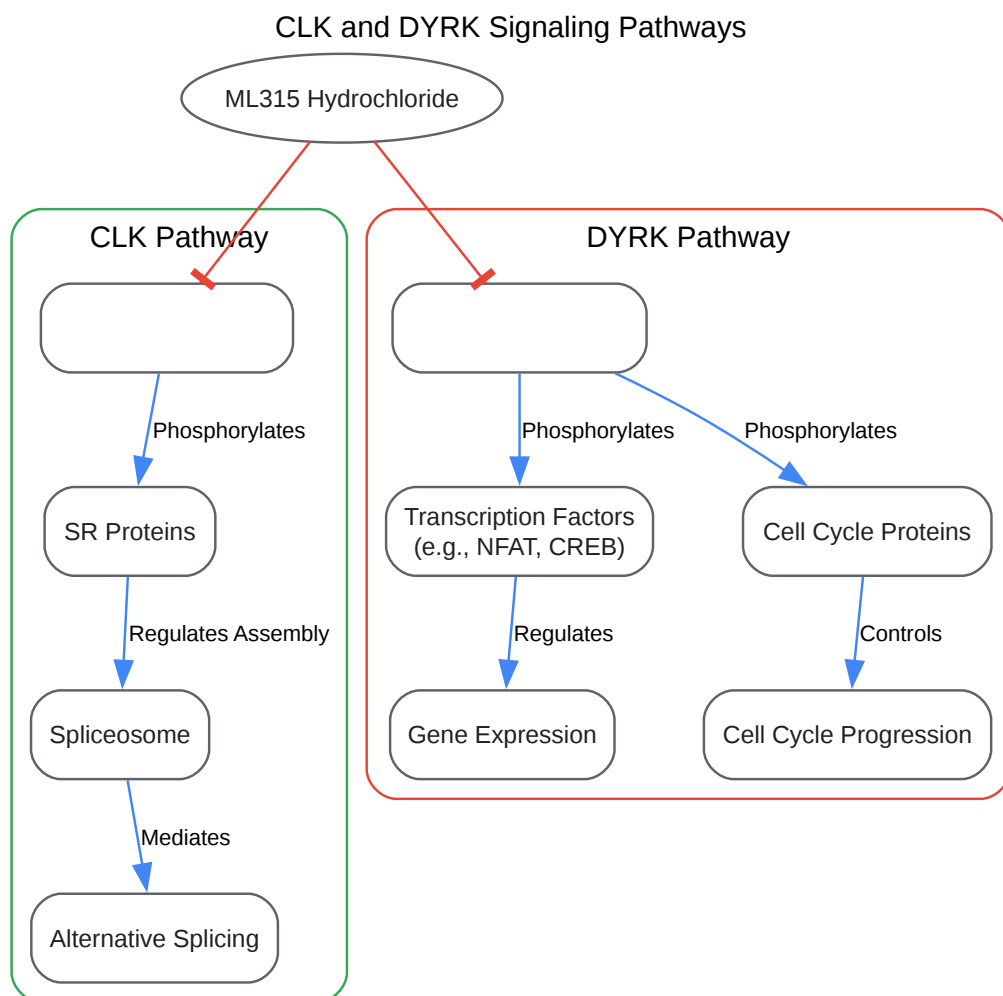 CLK and DYRK Signaling Pathways
ML315 Hydrochloride
CLK Pathway
DYRK Pathway
Phosphorylates
Phosphorylates
Phosphorylates
SR Proteins
Transcription Factors
(e.g., NFAT, CREB)
Cell Cycle Proteins
Regulates Assembly
Regulates
Controls
Spliceosome
Gene Expression
Cell Cycle Progression
Mediates
Alternative Splicing